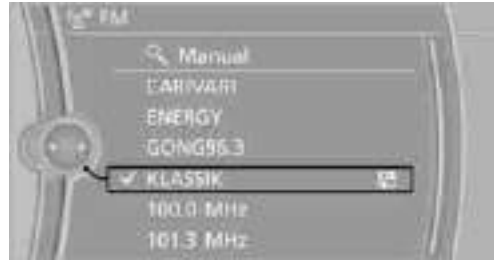 FM
Manual
CARIVARI
ENERGY
GONG96.3
KLASSIK
100.0 MHz
101.3 MHz